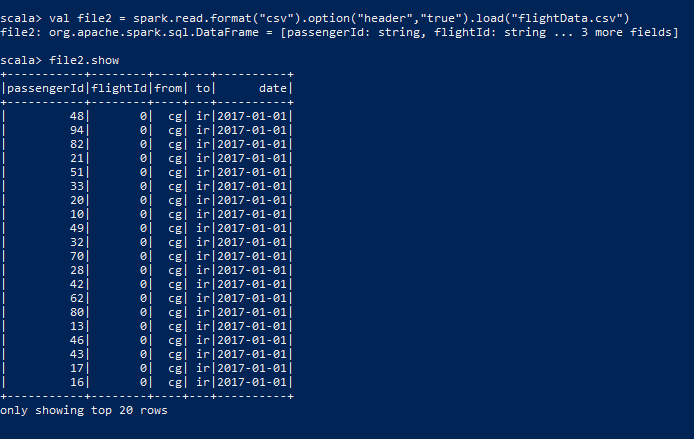 scala> val file2 = spark.read.format("csv").option("header","true").load("flightData.csv")
file2: org.apache.spark.sql.DataFrame = [passengerId: string, flightId: string ... 3 more fields]
scala> file2.show
+-----------+--------+----+---+----------+
|passengerId|flightId|from| to|      date|
+-----------+--------+----+---+----------+
|         48|       0|  cg| ir|2017-01-01|
|         94|       0|  cg| ir|2017-01-01|
|         82|       0|  cg| ir|2017-01-01|
|         21|       0|  cg| ir|2017-01-01|
|         51|       0|  cg| ir|2017-01-01|
|         33|       0|  cg| ir|2017-01-01|
|         20|       0|  cg| ir|2017-01-01|
|         10|       0|  cg| ir|2017-01-01|
|         49|       0|  cg| ir|2017-01-01|
|         32|       0|  cg| ir|2017-01-01|
|         70|       0|  cg| ir|2017-01-01|
|         28|       0|  cg| ir|2017-01-01|
|         42|       0|  cg| ir|2017-01-01|
|         62|       0|  cg| ir|2017-01-01|
|         80|       0|  cg| ir|2017-01-01|
|         13|       0|  cg| ir|2017-01-01|
|         46|       0|  cg| ir|2017-01-01|
|         43|       0|  cg| ir|2017-01-01|
|         17|       0|  cg| ir|2017-01-01|
|         16|       0|  cg| ir|2017-01-01|
+-----------+--------+----+---+----------+
only showing top 20 rows